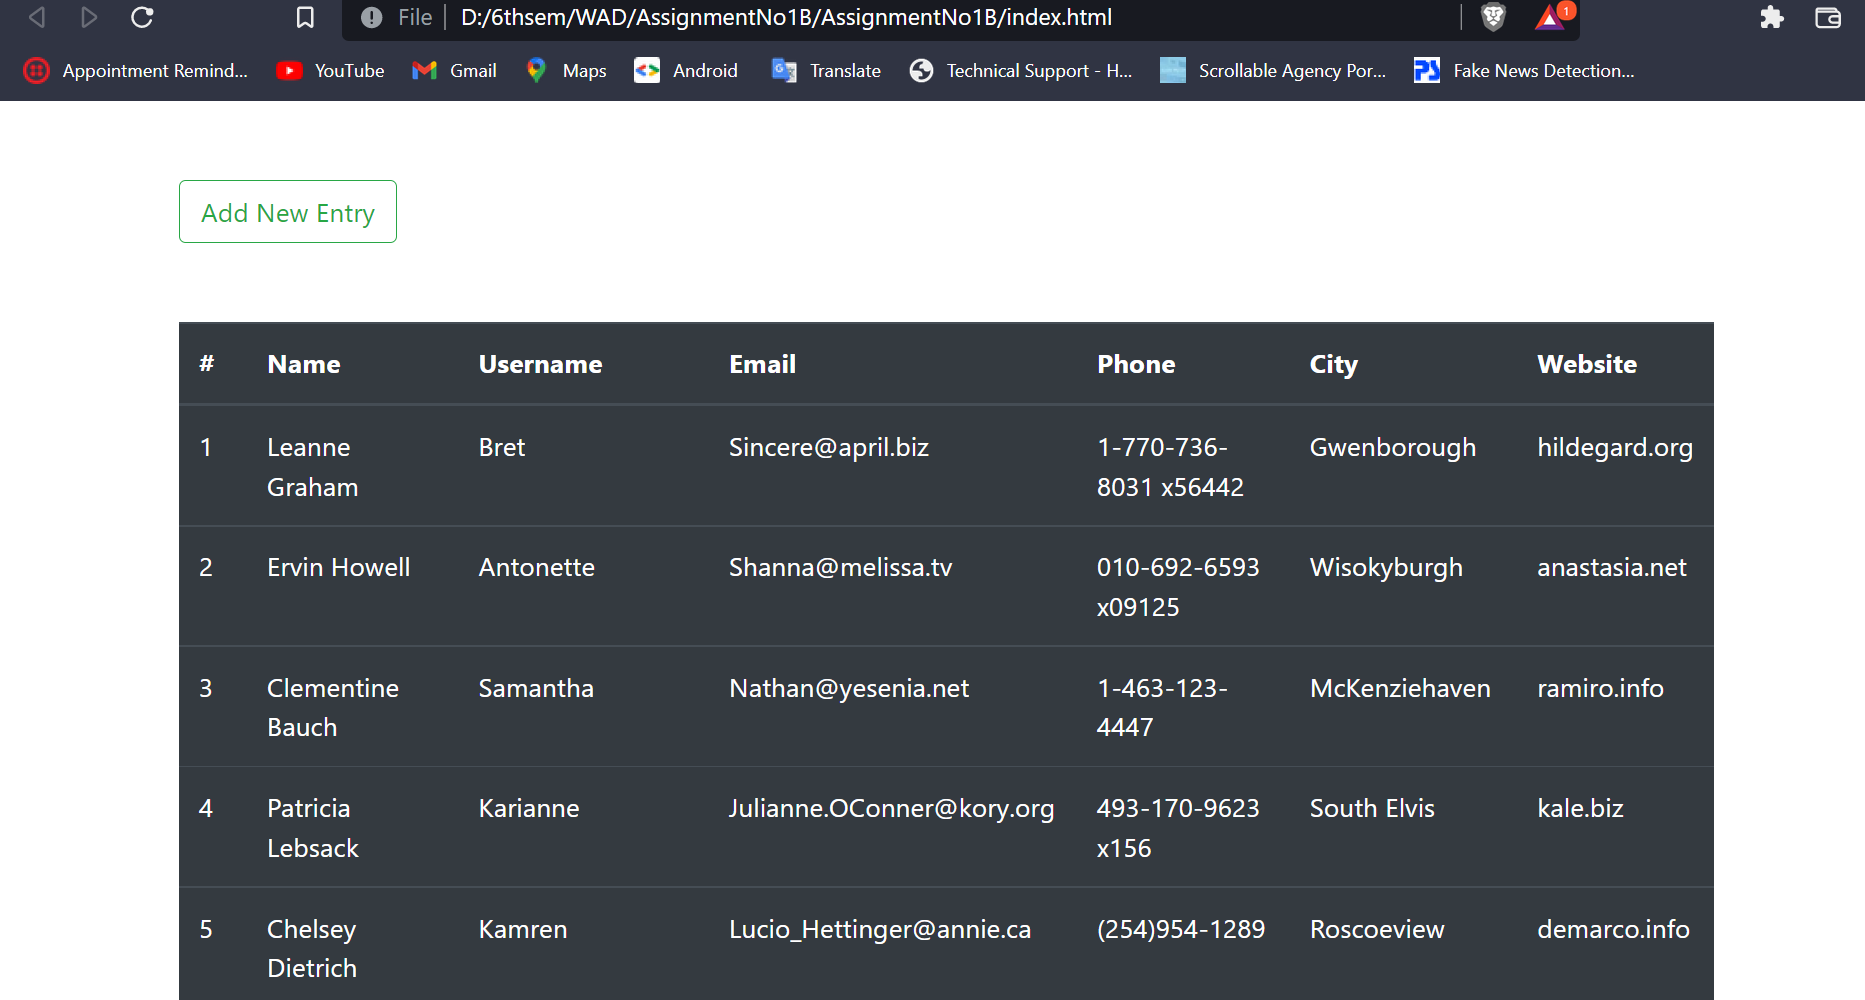 File D:/6thsem/WAD/AssignmentNo1B/AssignmentNo1B/index.html 1
Appointment Remind... YouTube Gmail Maps Android Translate Technical Support - H... Scrollable Agency Por... Fake News Detection...
Add New Entry
# Name Username Email Phone City Website
1 Leanne Bret Sincere@april.biz 1-770-736- Gwenborough hildegard.org
Graham 8031 x56442
2 Ervin Howell Antonette Shanna@melissa.tv 010-692-6593 Wisokyburgh anastasia.net
x09125
3 Clementine Samantha Nathan@yesenia.net 1-463-123- McKenziehaven ramiro.info
Bauch 4447
4 Patricia Karianne Julianne.OConner@kory.org 493-170-9623 South Elvis kale.biz
Lebsack x156
5 Chelsey Kamren Lucio_Hettinger@annie.ca (254)954-1289 Roscoeview demarco.info
Dietrich